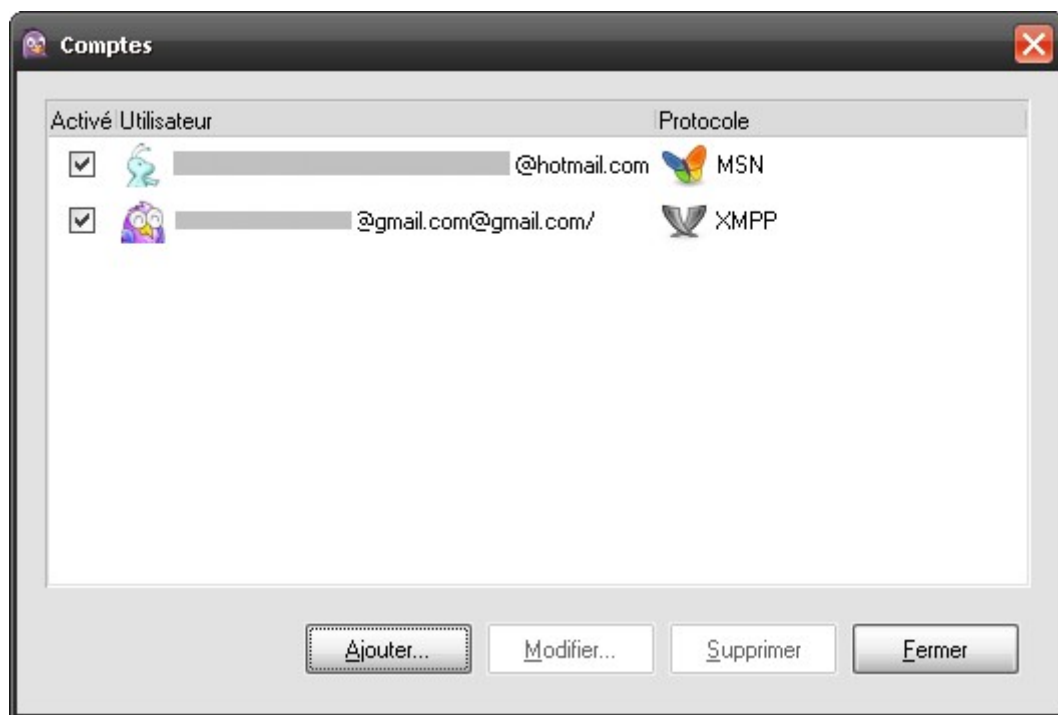 Comptes
Activé Utilisateur Protocole
@hotmail.com MSN
@gmail.com@gmail.com/ XMPP
Ajouter... Modifier... Supprimer Fermer